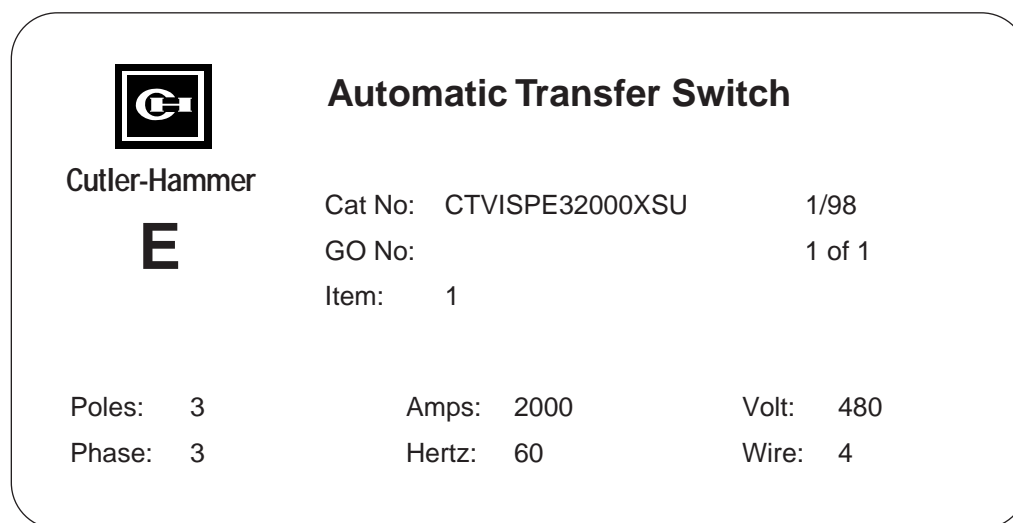 Automatic Transfer Switch
CH
Cutler-Hammer
E
Cat No: CTVISPE32000XSU 1/98
GO No: 1 of 1
Item: 1
Poles: 3 Amps: 2000 Volt: 480
Phase: 3 Hertz: 60 Wire: 4